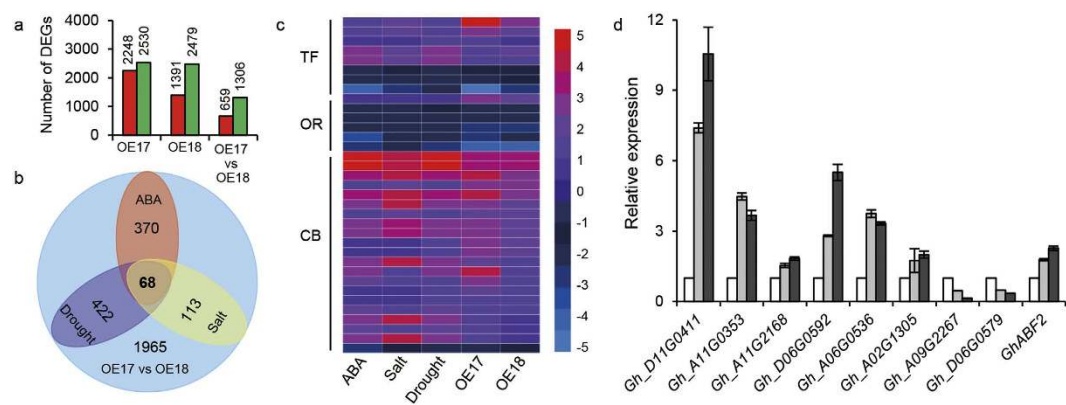 a
Number of DEGs
4000
3000
2000
1000
0
2248
2530
1391
2479
659
1306
OE17
OE18
OE17
vs
OE18
b
ABA
370
68
Drought
422
113
Salt
1965
OE17 vs OE18
c
TF
OR
CB
ABA
Salt
Drought
OE17
OE18
5
4
3
2
1
0
-1
-2
-3
-4
-5
d
Relative expression
12
9
6
3
0
Gh_D11G0411
Gh_A11G0353
Gh_A11G2168
Gh_D06G0592
Gh_A06G0536
Gh_A02G1305
Gh_A09G2267
Gh_D06G0579
GhABF2